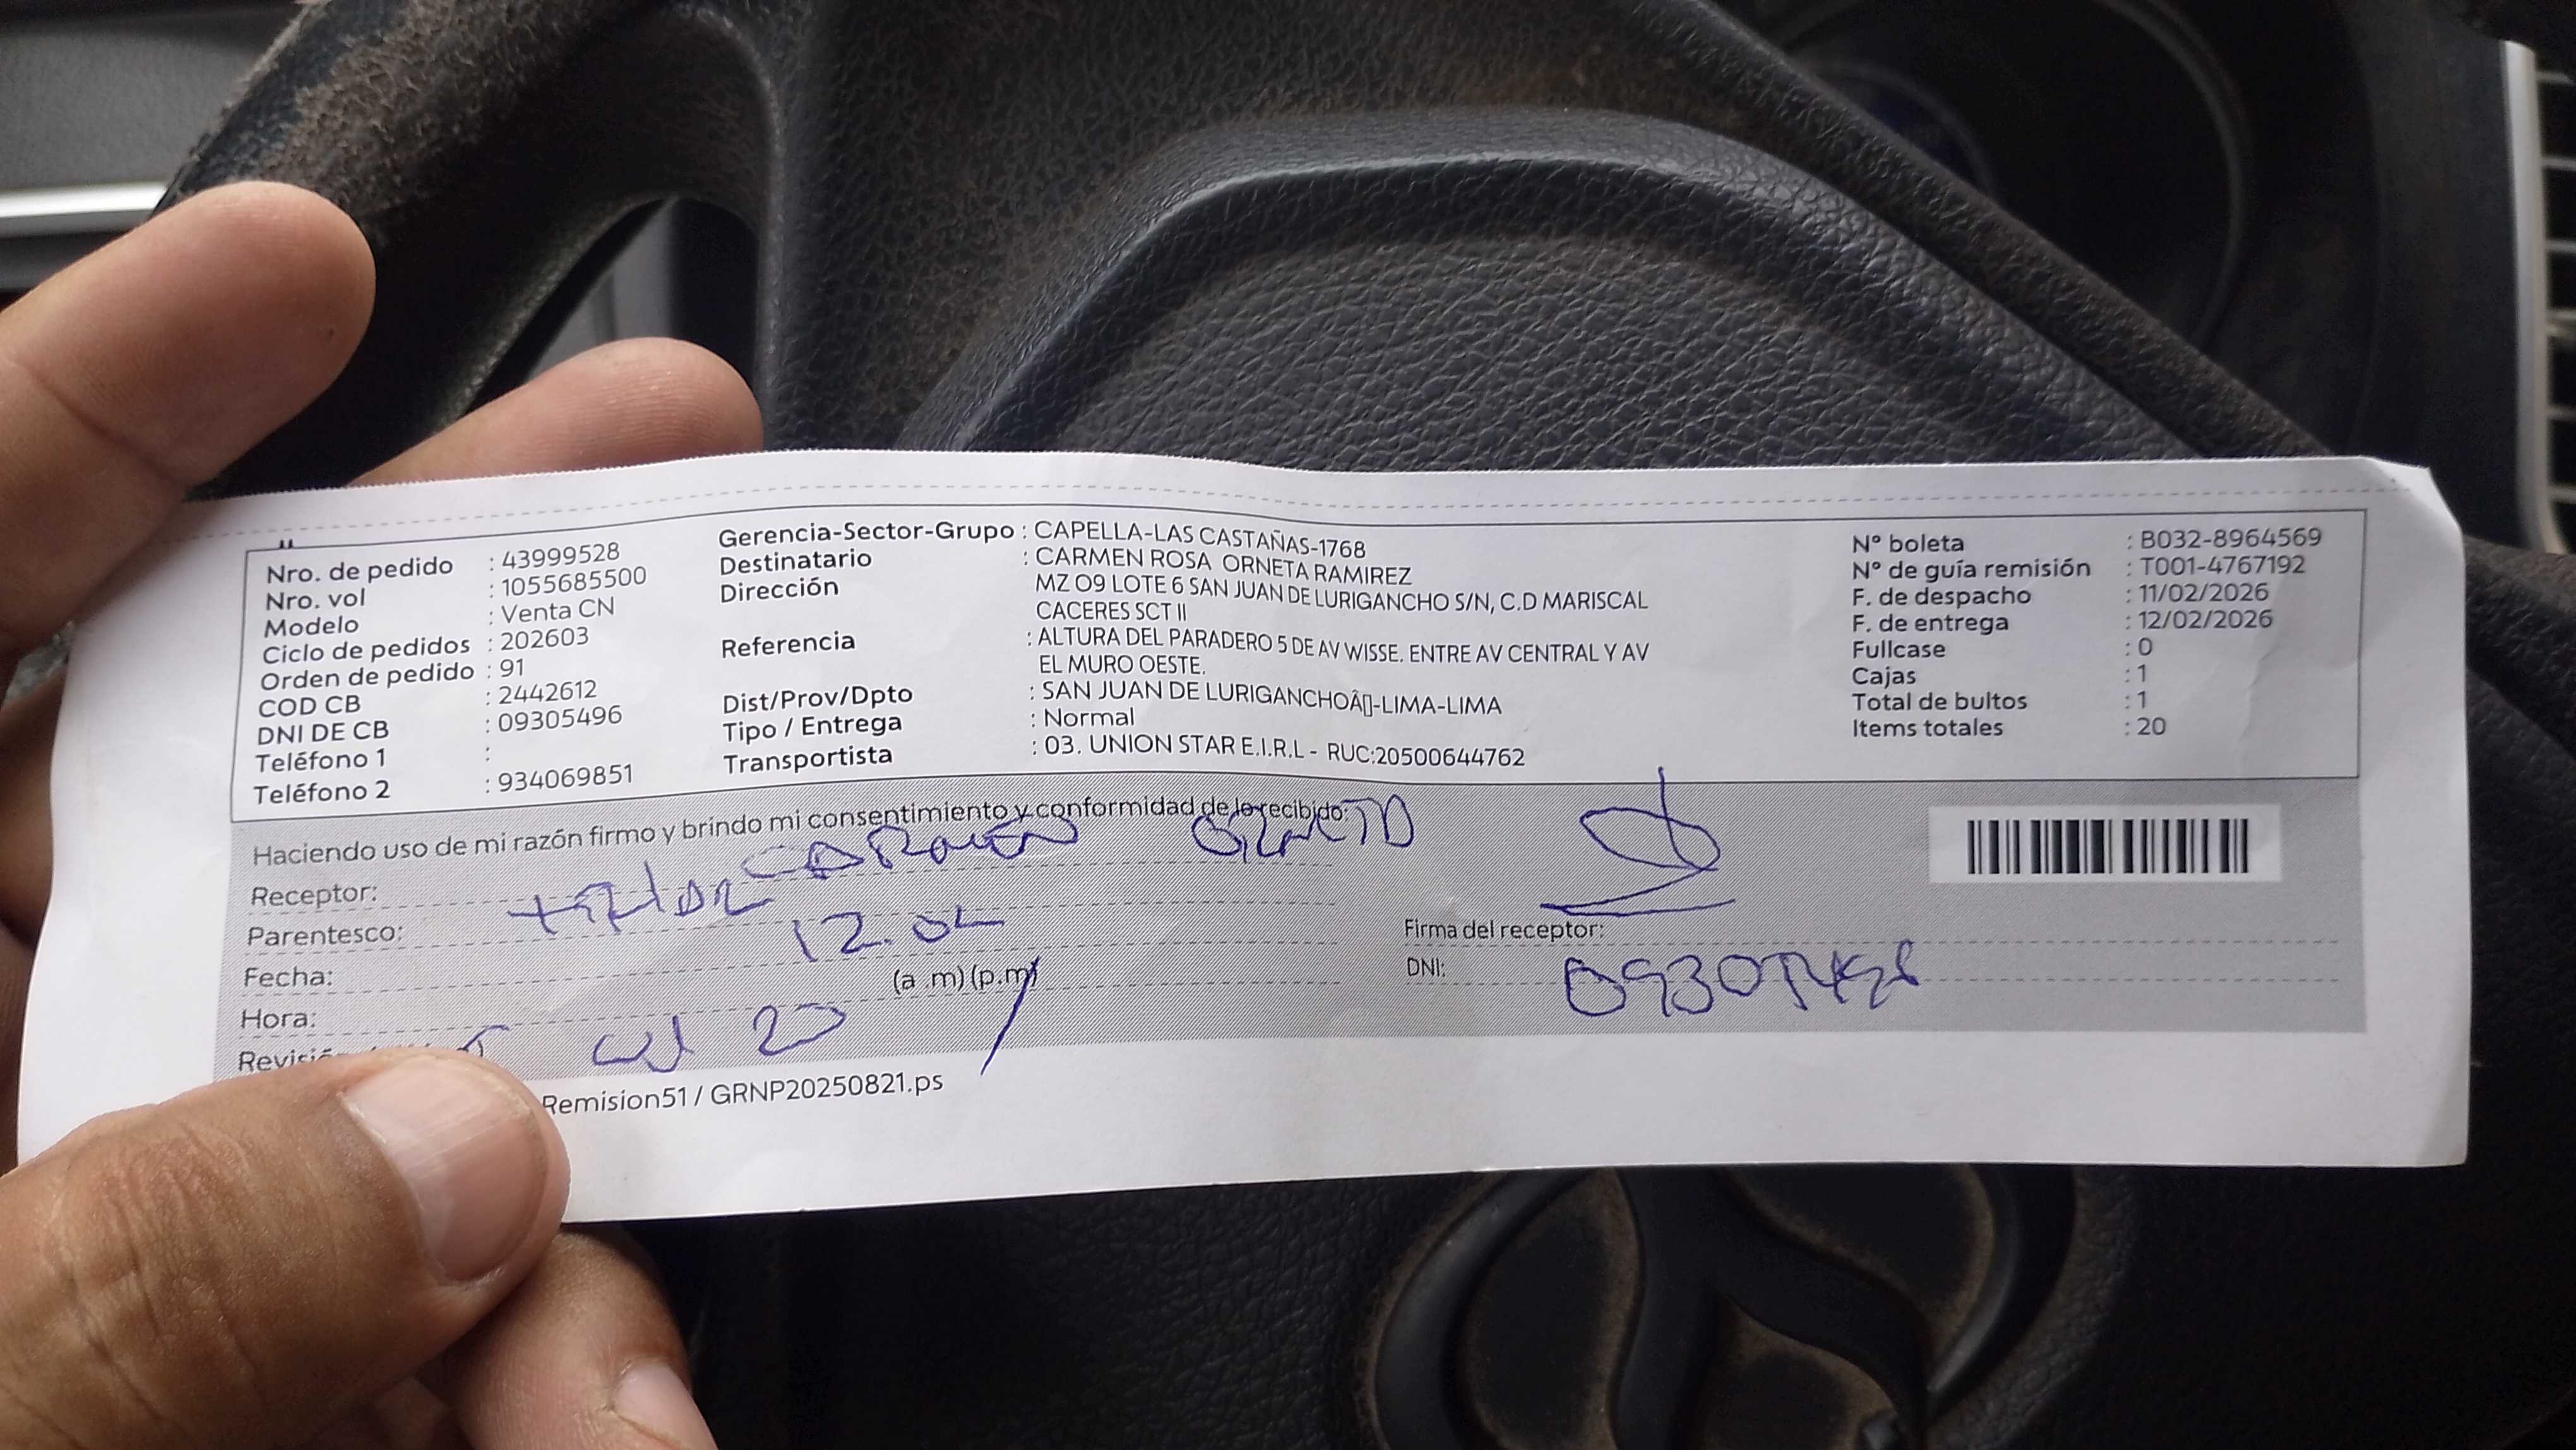 Nro. de pedido : 43999528
Nro. vol : 1055685500
Modelo : Venta CN
Ciclo de pedidos : 202603
Orden de pedido : 91
COD CB : 2442612
DNI DE CB : 09305496
Teléfono 1 :
Teléfono 2 : 934069851
Gerencia-Sector-Grupo : CAPELLA-LAS CASTAÑAS-1768
Destinatario : CARMEN ROSA ORNETA RAMIREZ
Dirección MZ O9 LOTE 6 SAN JUAN DE LURIGANCHO S/N, C.D MARISCAL
CACERES SCT II
Referencia : ALTURA DEL PARADERO 5 DE AV WISSE. ENTRE AV CENTRAL Y AV
EL MURO OESTE.
Dist/Prov/Dpto : SAN JUAN DE LURIGANCHOÂ[]-LIMA-LIMA
Tipo / Entrega : Normal
Transportista : 03. UNION STAR E.I.R.L - RUC:20500644762
N° boleta : B032-8964569
N° de guía remisión : T001-4767192
F. de despacho : 11/02/2026
F. de entrega : 12/02/2026
Fullcase : 0
Cajas : 1
Total de bultos : 1
Items totales : 20
Haciendo uso de mi razón firmo y brindo mi consentimiento y conformidad de lo recibido:
Receptor: CARMEN
Parentesco:
Fecha: 12.02
Hora: (a .m) (p.m)
Firma del receptor:
DNI: 09305496
Remision51 / GRNP20250821.ps